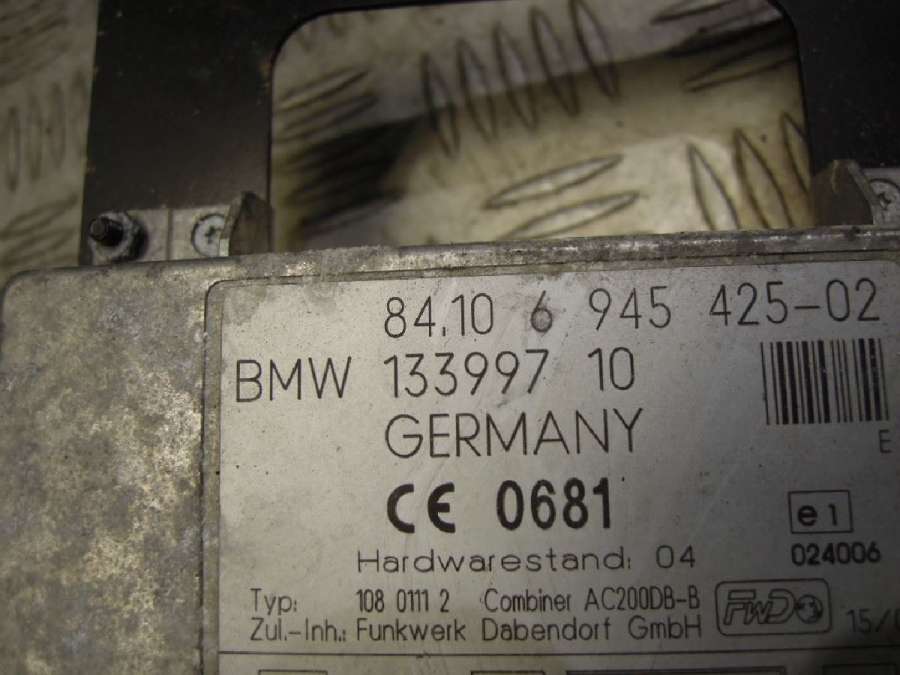 84.10 6 945 425-02
BMW 133997 10
GERMANY
E
CE 0681
e1
Hardwarestand: 04
024006
Typ: 108 0111 2 Combiner AC200DB-B
FWD
Zul.-Inh.: Funkwerk Dabendorf GmbH
15/